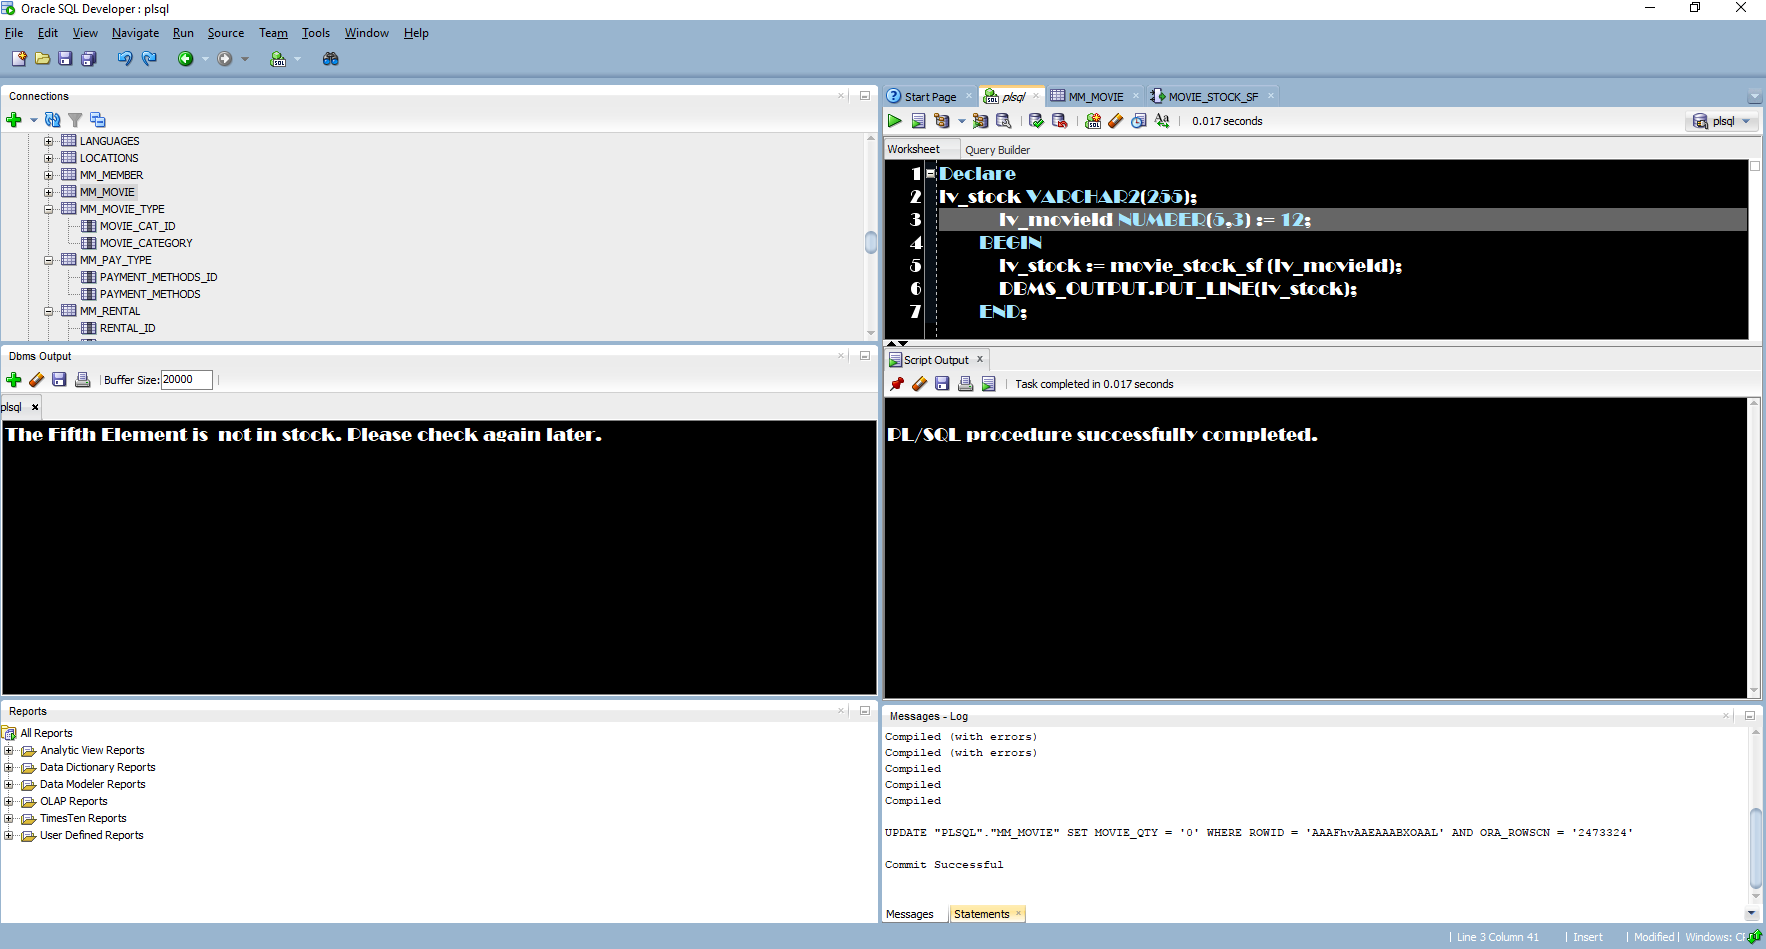 Oracle SQL Developer : plsql
File Edit View Navigate Run Source Team Tools Window Help
Connections
LANGUAGES
LOCATIONS
MM_MEMBER
MM_MOVIE
MM_MOVIE_TYPE
MOVIE_CAT_ID
MOVIE_CATEGORY
MM_PAY_TYPE
PAYMENT_METHODS_ID
PAYMENT_METHODS
MM_RENTAL
RENTAL_ID
Dbms Output
Buffer Size: 20000
plsql
The Fifth Element is  not in stock. Please check again later.
Reports
All Reports
Analytic View Reports
Data Dictionary Reports
Data Modeler Reports
OLAP Reports
TimesTen Reports
User Defined Reports
Start Page plsql MM_MOVIE MOVIE_STOCK_SF
0.017 seconds plsql
Worksheet Query Builder
1 Declare
2 lv_stock VARCHAR2(255);
3 lv_movieId NUMBER(5,3) := 12;
4 BEGIN
5 lv_stock := movie_stock_sf (lv_movieId);
6 DBMS_OUTPUT.PUT_LINE(lv_stock);
7 END;
Script Output
Task completed in 0.017 seconds
PL/SQL procedure successfully completed.
Messages - Log
Compiled (with errors)
Compiled (with errors)
Compiled
Compiled
Compiled
UPDATE "PLSQL"."MM_MOVIE" SET MOVIE_QTY = '0' WHERE ROWID = 'AAAFhvAAEAAABXOAAL' AND ORA_ROWSCN = '2473324'
Commit Successful
Messages Statements
Line 3 Column 41 Insert Modified Windows: